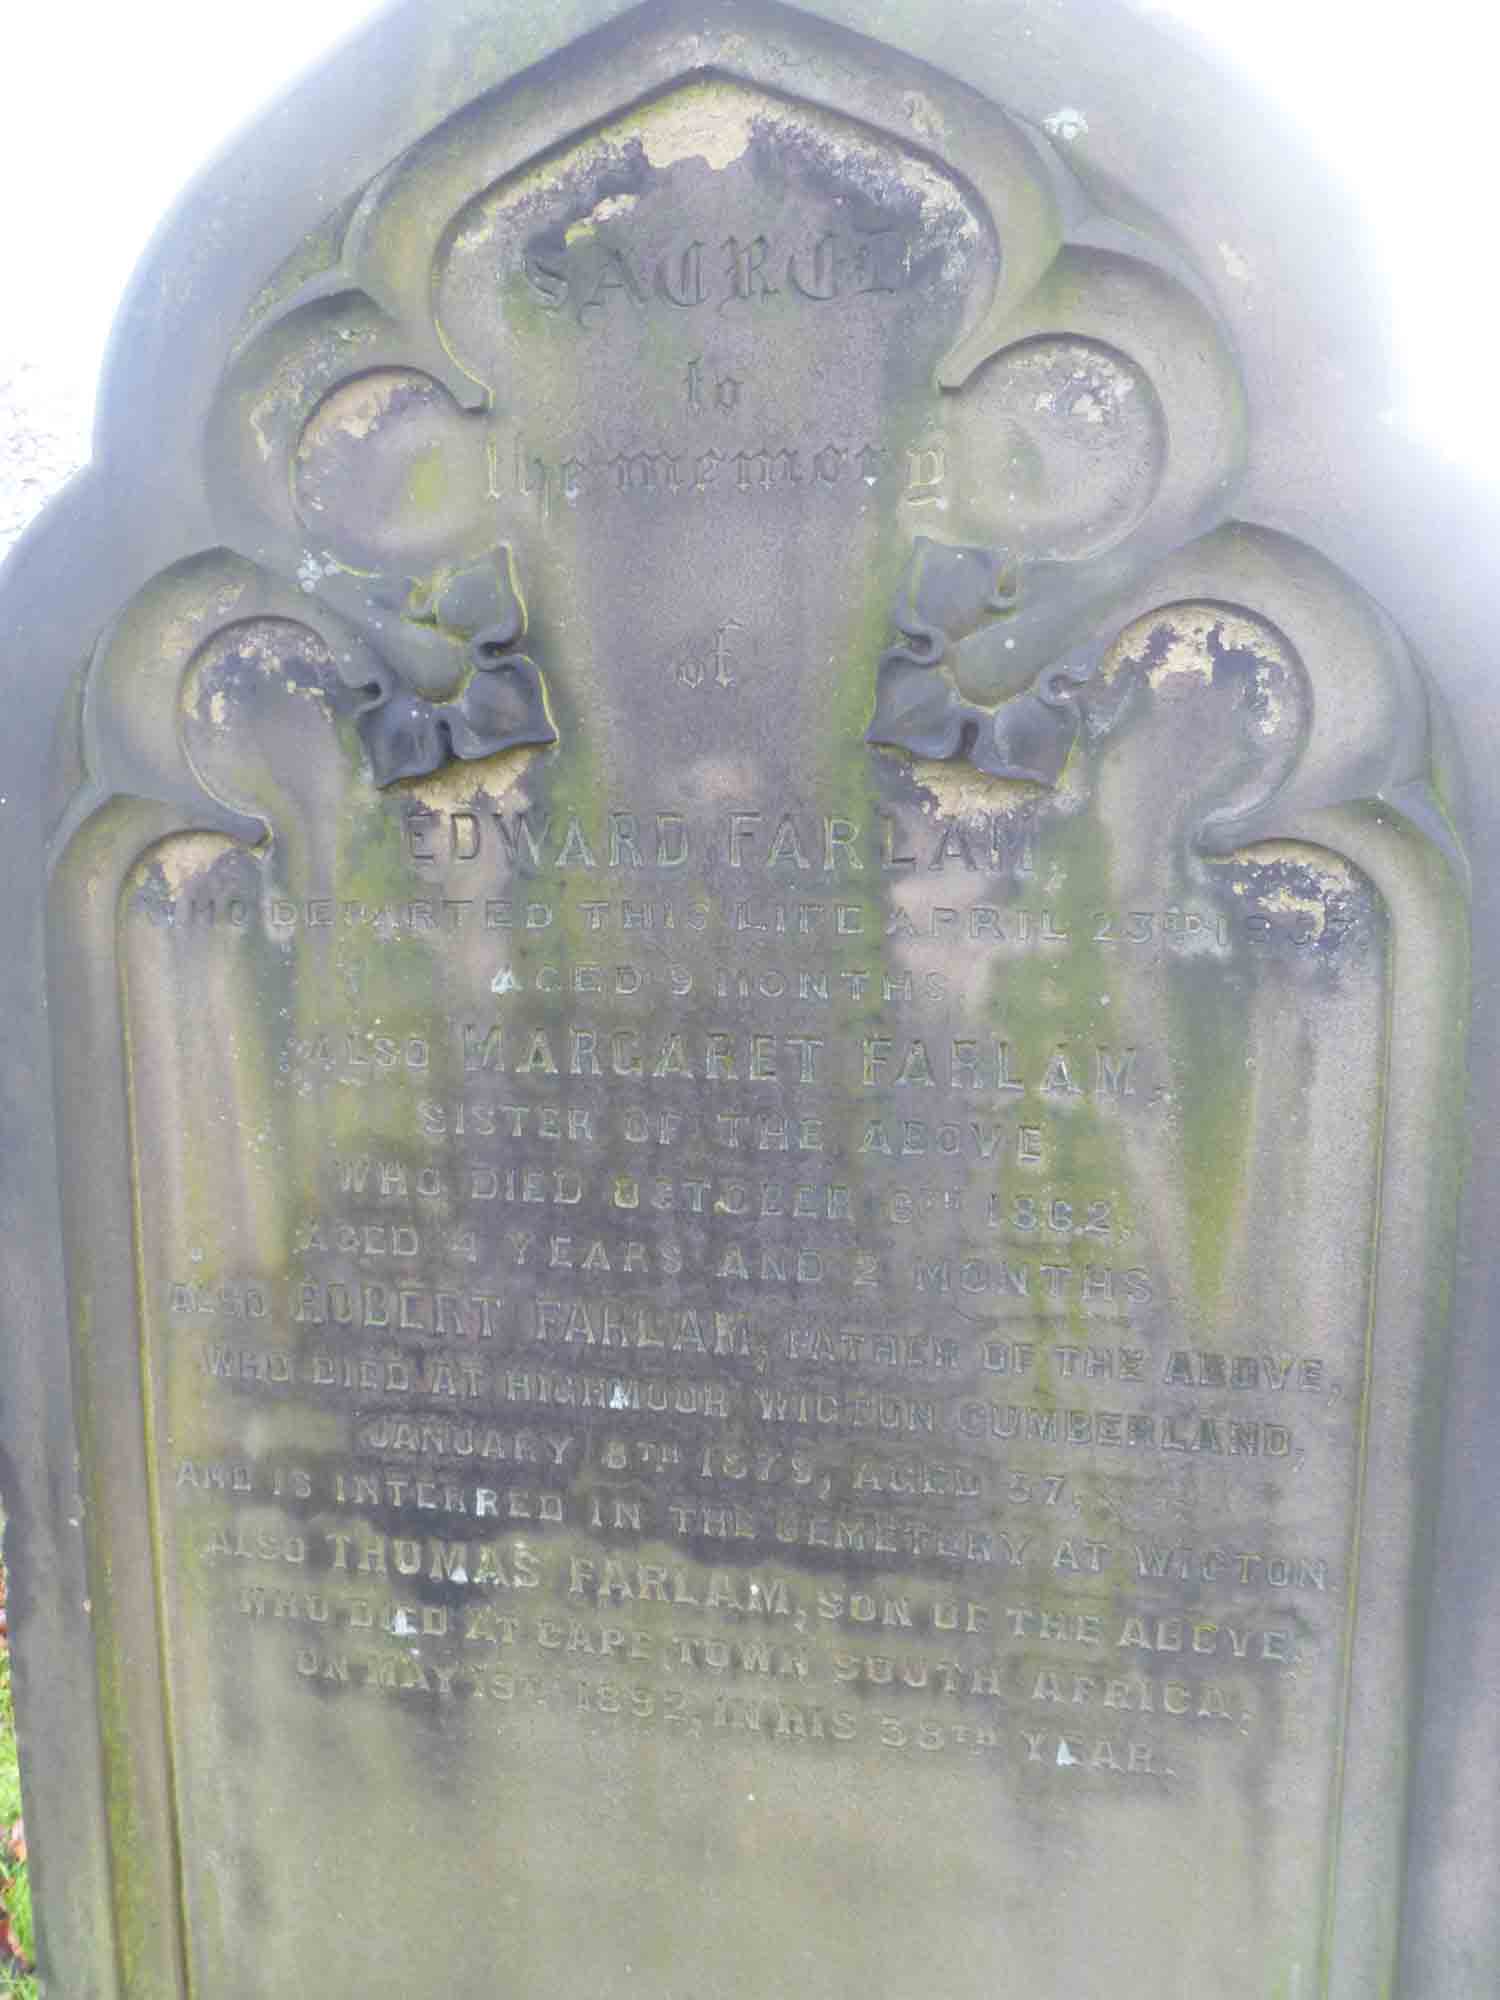 SACRED
to
the memory
of
EDWARD FARLAM,
WHO DEPARTED THIS LIFE APRIL 23RD
AGED 9 MONTHS
ALSO MARGARET FARLAM,
SISTER OF THE ABOVE
WHO DIED OCTOBER 6TH 1862,
AGED 4 YEARS AND 2 MONTHS
ALSO ROBERT FARLAM, FATHER OF THE ABOVE,
WHO DIED AT HIGHMOOR WIGTON CUMBERLAND,
JANUARY 8TH 1879, AGED 57,
AND IS INTERRED IN THE CEMETERY AT WIGTON.
ALSO THOMAS FARLAM, SON OF THE ABOVE,
WHO DIED AT CAPE TOWN SOUTH AFRICA,
ON MAY 1892, IN HIS 38TH YEAR.